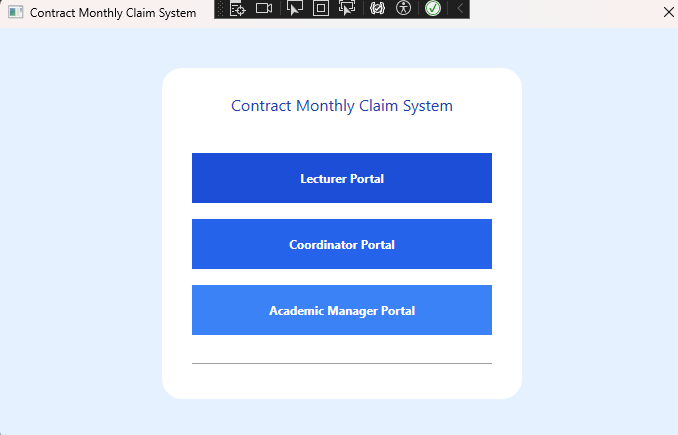 Contract Monthly Claim System
Contract Monthly Claim System
Lecturer Portal
Coordinator Portal
Academic Manager Portal